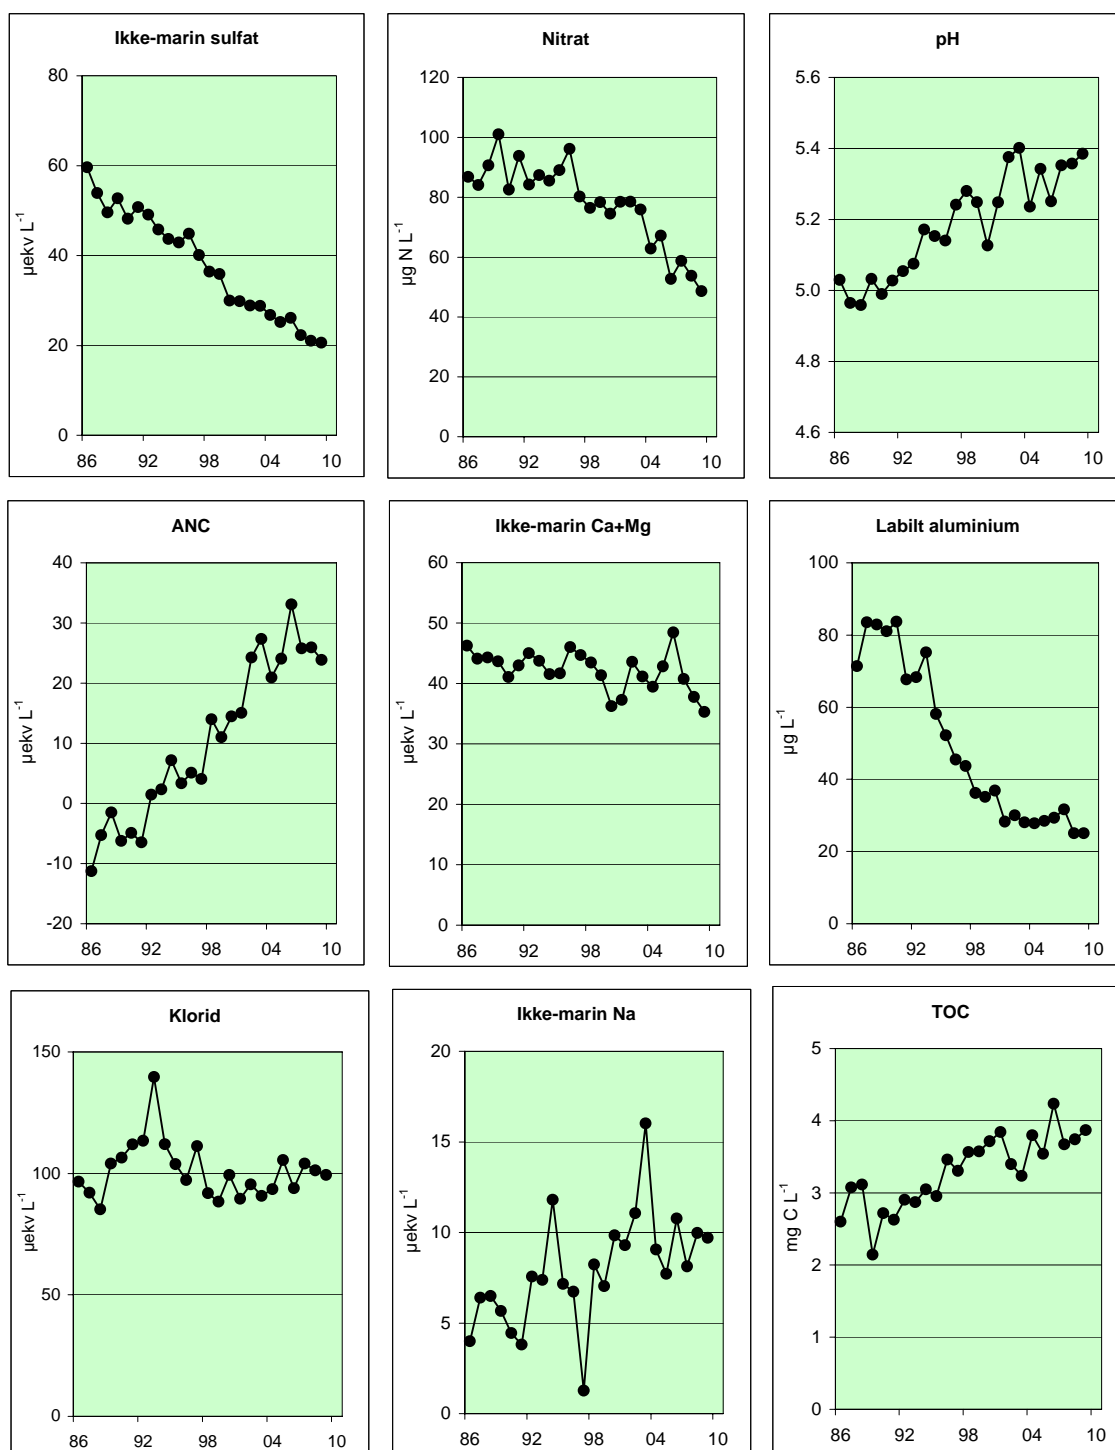 Ikke-marin sulfat
80
60
40
20
0
µekv L⁻¹
86 92 98 04 10
Nitrat
120
100
80
60
40
20
0
µg N L⁻¹
86 92 98 04 10
pH
5.6
5.4
5.2
5.0
4.8
4.6
86 92 98 04 10
ANC
40
30
20
10
0
-10
-20
µekv L⁻¹
86 92 98 04 10
Ikke-marin Ca+Mg
60
50
40
30
20
10
0
µekv L⁻¹
86 92 98 04 10
Labilt aluminium
100
80
60
40
20
0
µg L⁻¹
86 92 98 04 10
Klorid
150
100
50
0
µekv L⁻¹
86 92 98 04 10
Ikke-marin Na
20
15
10
5
0
µekv L⁻¹
86 92 98 04 10
TOC
5
4
3
2
1
0
mg C L⁻¹
86 92 98 04 10